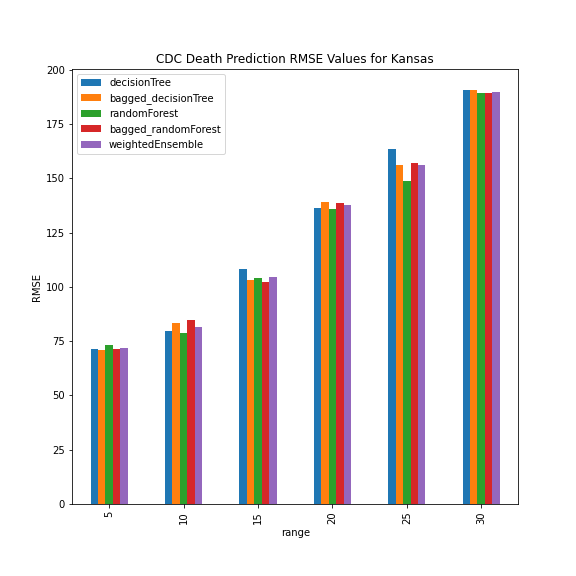 CDC Death Prediction RMSE Values for Kansas
200
175
150
125
100
75
50
25
0
RMSE
decisionTree
bagged_decisionTree
randomForest
bagged_randomForest
weightedEnsemble
5
10
15
20
25
30
range